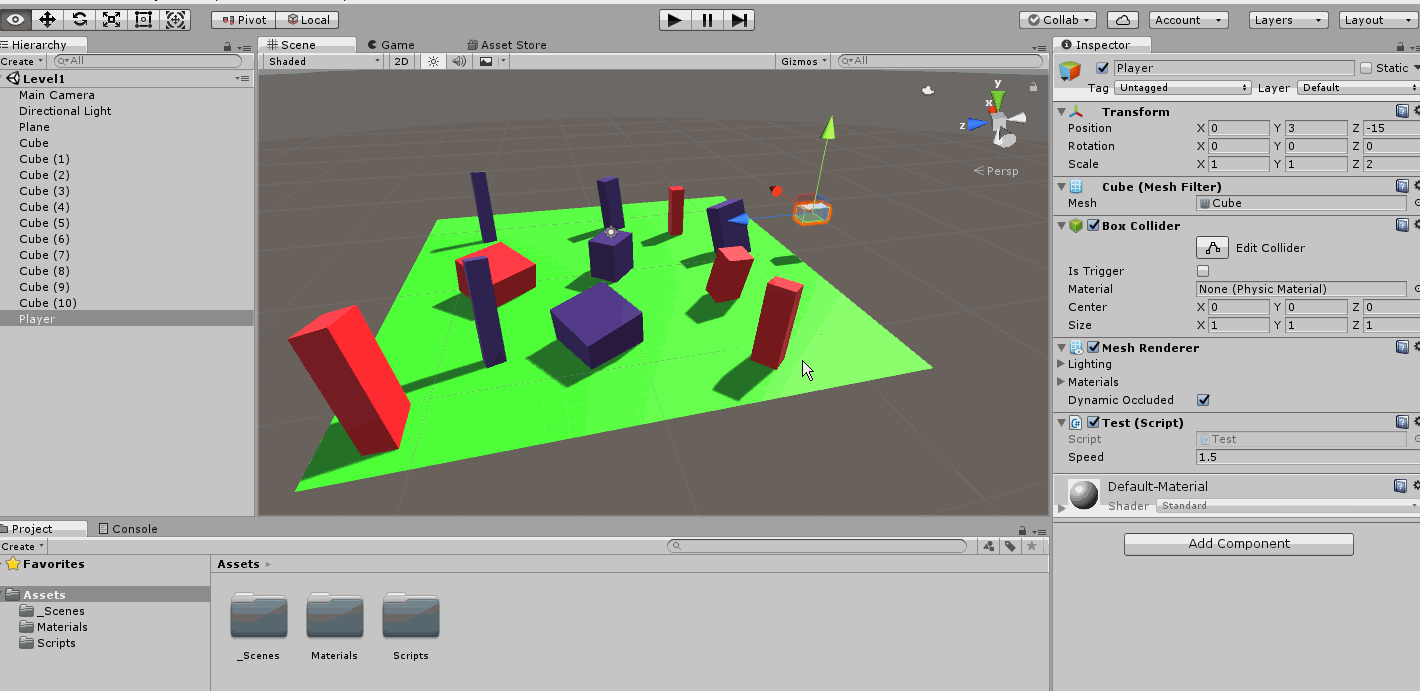 Pivot Local Collab Account Layers Layout
Hierarchy
Create All
Level1
Main Camera
Directional Light
Plane
Cube
Cube (1)
Cube (2)
Cube (3)
Cube (4)
Cube (5)
Cube (6)
Cube (7)
Cube (8)
Cube (9)
Cube (10)
Player
Scene Game Asset Store
Shaded 2D Gizmos All
y
x
z
Persp
Inspector
Player Static
Tag Untagged Layer Default
Transform
Position X 0 Y 3 Z -15
Rotation X 0 Y 0 Z 0
Scale X 1 Y 1 Z 2
Cube (Mesh Filter)
Mesh Cube
Box Collider
Edit Collider
Is Trigger
Material None (Physic Material)
Center X 0 Y 0 Z 0
Size X 1 Y 1 Z 1
Mesh Renderer
Lighting
Materials
Dynamic Occluded
Test (Script)
Script Test
Speed 1.5
Default-Material
Shader Standard
Add Component
Project Console
Create
Favorites
Assets
_Scenes
Materials
Scripts
Assets
_Scenes Materials Scripts